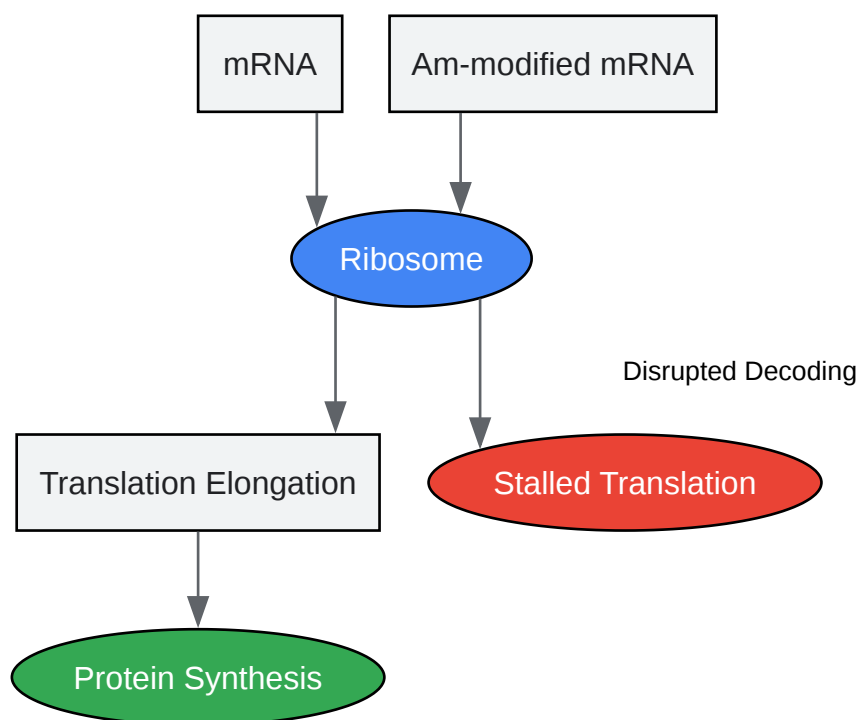 mRNA
Am-modified mRNA
Ribosome
Disrupted Decoding
Translation Elongation
Stalled Translation
Protein Synthesis